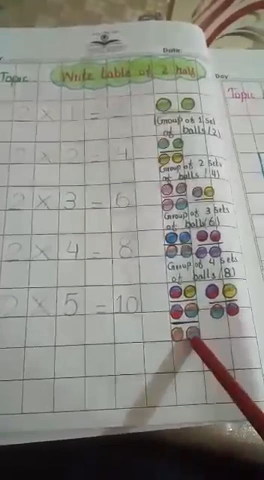 Date:
Topic
Write table of 2 ball
Day
Topic
2 × 1 = 2
Group of 1 set
of balls (2)
2 × 2 = 4
Group of 2 sets
of balls (4)
2 × 3 = 6
Group of 3 sets
of balls (6)
2 × 4 = 8
Group of 4 sets
of balls (8)
2 × 5 = 10